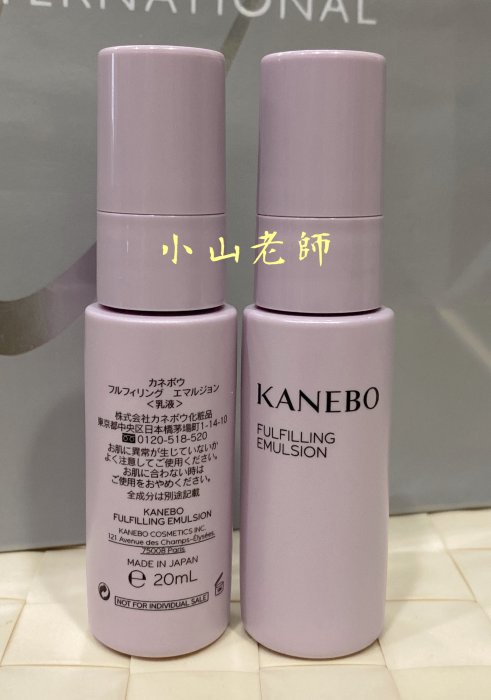 INTERNATIONAL
小山老師
カネボウ
フルフィリング エマルジョン
<乳液>
株式会社カネボウ化粧品
東京都中央区日本橋茅場町1-14-10
0120-518-520
お肌に異常が生じていないか
よく注意してご使用ください。
お肌に合わない時は
ご使用をおやめください。
全成分は別途記載
KANEBO
FULFILLING EMULSION
KANEBO COSMETICS INC.
121 Avenue des Champs-Élysées,
75008 Paris
MADE IN JAPAN
e 20mL
NOT FOR INDIVIDUAL SALE
KANEBO
FULFILLING
EMULSION